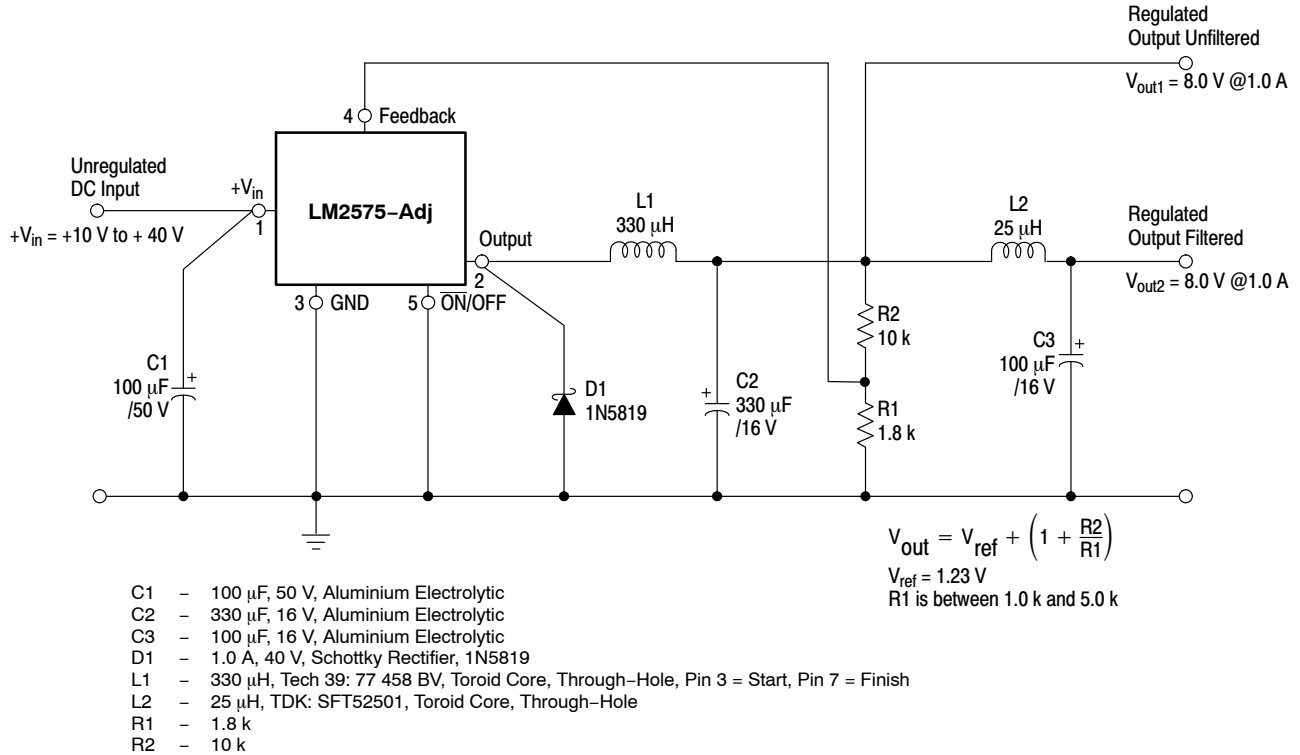 Regulated
Output Unfiltered
Vout1 = 8.0 V @1.0 A
4
Feedback
Unregulated
DC Input
+Vin = +10 V to + 40 V
+Vin
1
LM2575−Adj
Output
2
3
GND
5
ON/OFF
L1
330 μH
L2
25 μH
Regulated
Output Filtered
Vout2 = 8.0 V @1.0 A
C1
100 μF
/50 V
+
D1
1N5819
+
C2
330 μF
/16 V
R2
10 k
R1
1.8 k
C3
100 μF
/16 V
+
Vout = Vref + (1 + R2/R1)
Vref = 1.23 V
R1 is between 1.0 k and 5.0 k
C1 – 100 μF, 50 V, Aluminium Electrolytic
C2 – 330 μF, 16 V, Aluminium Electrolytic
C3 – 100 μF, 16 V, Aluminium Electrolytic
D1 – 1.0 A, 40 V, Schottky Rectifier, 1N5819
L1 – 330 μH, Tech 39: 77 458 BV, Toroid Core, Through−Hole, Pin 3 = Start, Pin 7 = Finish
L2 – 25 μH, TDK: SFT52501, Toroid Core, Through−Hole
R1 – 1.8 k
R2 – 10 k